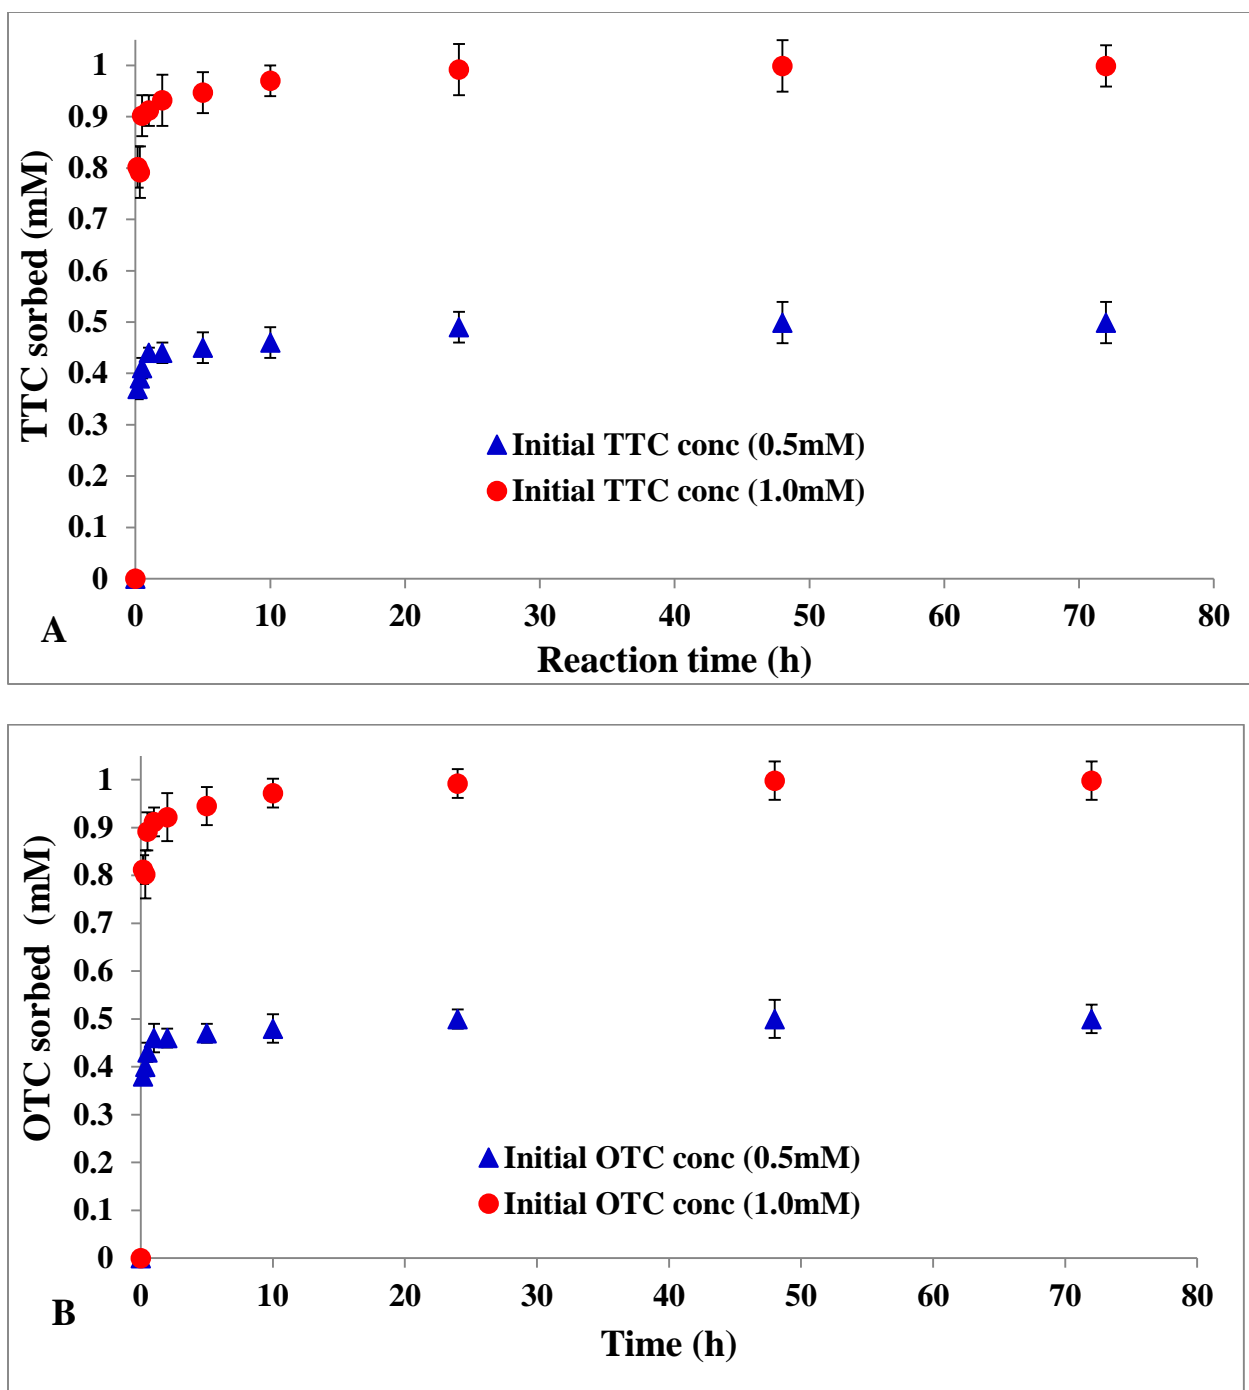 1
0.9
0.8
0.7
0.6
0.5
0.4
0.3
0.2
0.1
0
TTC sorbed (mM)
Initial TTC conc (0.5mM)
Initial TTC conc (1.0mM)
0 10 20 30 40 50 60 70 80
A
Reaction time (h)
1
0.9
0.8
0.7
0.6
0.5
0.4
0.3
0.2
0.1
0
OTC sorbed (mM)
Initial OTC conc (0.5mM)
Initial OTC conc (1.0mM)
0 10 20 30 40 50 60 70 80
B
Time (h)